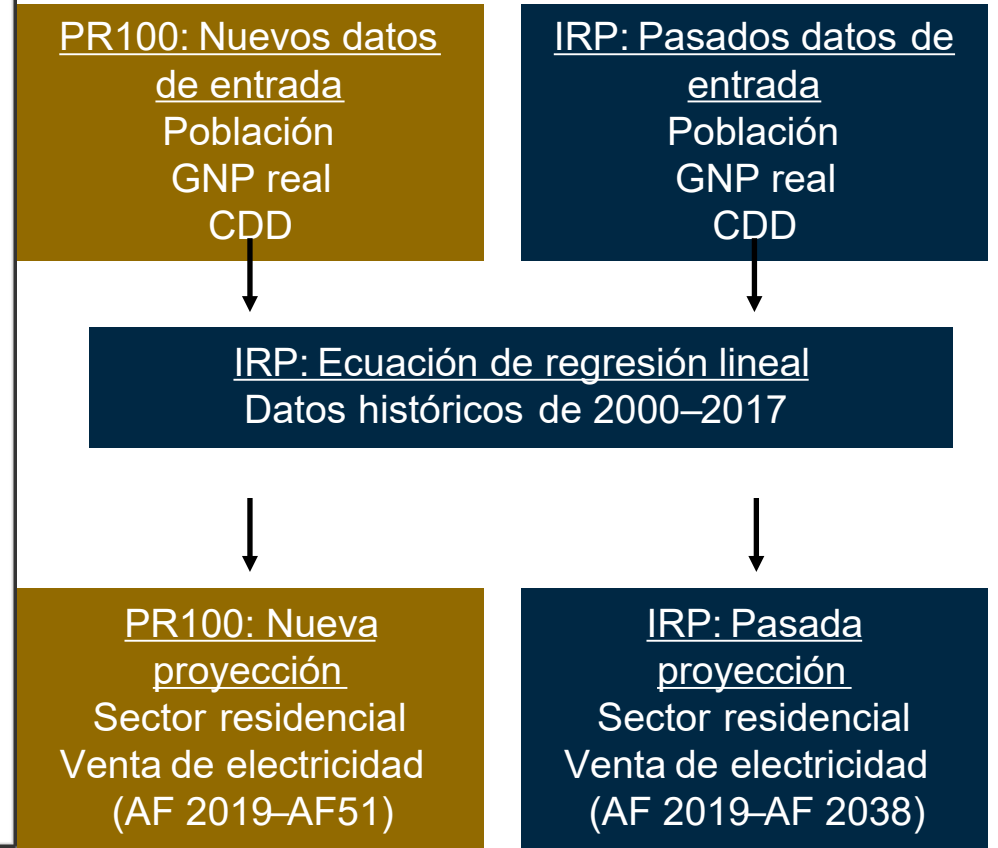 PR100: Nuevos datos
de entrada
Población
GNP real
CDD
IRP: Pasados datos de
entrada
Población
GNP real
CDD
IRP: Ecuación de regresión lineal
Datos históricos de 2000–2017
PR100: Nueva
proyección
Sector residencial
Venta de electricidad
(AF 2019–AF51)
IRP: Pasada
proyección
Sector residencial
Venta de electricidad
(AF 2019–AF 2038)